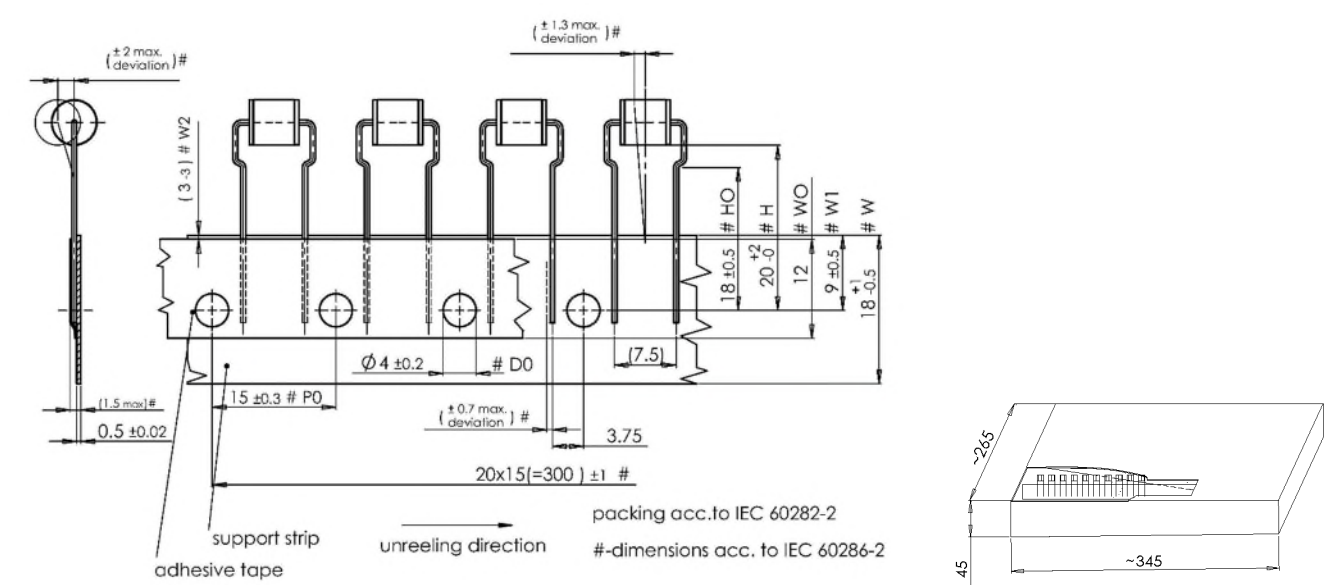 (± 1.3 max. deviation)#
(± 2 max. deviation)#
(3 -3) # W2
18 ±0.5 # HO
20 +2 -0 # H
12 # WO
9 ±0.5 # W1
18 +1 -0.5 # W
(7.5)
Ø 4 ±0.2 # D0
15 ±0.3 # P0
(1.5 max)#
0.5 ±0.02
(± 0.7 max. deviation) #
3.75
20x15(=300) ±1 #
support strip
adhesive tape
unreeling direction
packing acc.to IEC 60282-2
#-dimensions acc. to IEC 60286-2
~265
45
~345